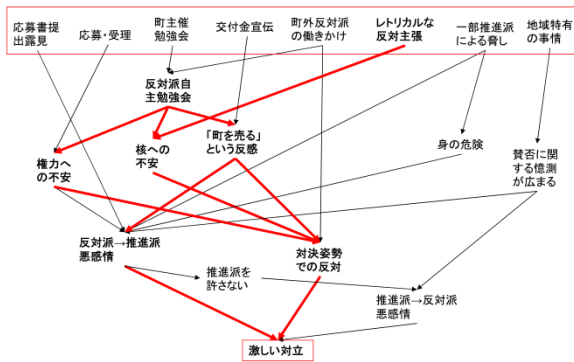 応募書提
出露見
応募・受理
町主催
勉強会
交付金宣伝
町外反対派
の働きかけ
レトリカルな
反対主張
一部推進派
による脅し
地域特有
の事情
反対派自
主勉強会
権力へ
の不安
核への
不安
「町を売る」
という反感
身の危険
賛否に関
する憶測
が広まる
反対派→推進派
悪感情
推進派を
許さない
対決姿勢
での反対
推進派→反対派
悪感情
激しい対立